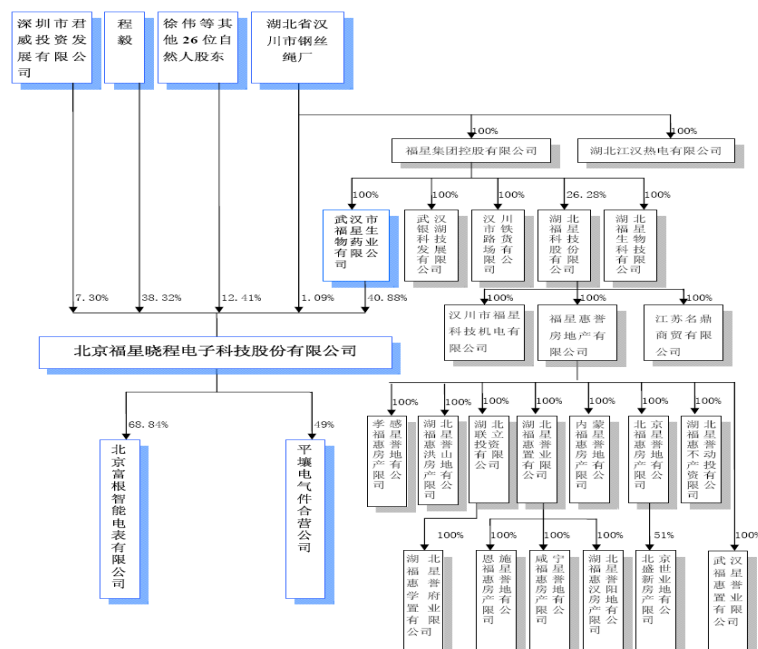 深圳市君
威投资发
展有限公
司
程
毅
徐伟等其
他 26 位自
然人股东
湖北省汉
川市钢丝
绳厂
100%
100%
福星集团控股有限公司
湖北江汉热电有限公司
100%
100%
100%
26.28%
100%
武汉市
福星生
物药业
有限公
司
武汉
银湖
科技
发展
有限
公司
汉川
市铁
路货
场有
限公
司
湖北
福星
科技
股份
有限
公司
湖北
福星
生物
科技
有限
公司
7.30%
38.32%
12.41%
1.09%
40.88%
100%
100%
100%
汉川市福星
科技机电有
限公司
福星惠誉
房地产有
限公司
江苏名鼎
商贸有限
公司
北京福星晓程电子科技股份有限公司
68.84%
49%
北京富根智能电表有限公司
平壤电气件合营公司
100%
100%
100%
100%
100%
100%
100%
孝感
福星
惠誉
房地
产有
限公
司
湖北
福星
惠誉
洪山
房地
产有
限公
司
湖北
联立
投资
有限
公司
湖北
福星
惠誉
置业
有限
公司
内蒙
福星
惠誉
房地
产有
限公
司
北京
福星
惠誉
房地
产有
限公
司
湖北
福星
惠誉
不动
产投
资有
限公
司
100%
100%
100%
100%
51%
100%
湖北
福星
惠誉
学府
置业
有限
公司
恩施
福星
惠誉
房地
产有
限公
司
咸宁
福星
惠誉
房地
产有
限公
司
湖北
福星
惠誉
汉阳
房地
产有
限公
司
北京
盛世
新业
房地
产有
限公
司
武汉
福星
惠誉
置业
有限
公司